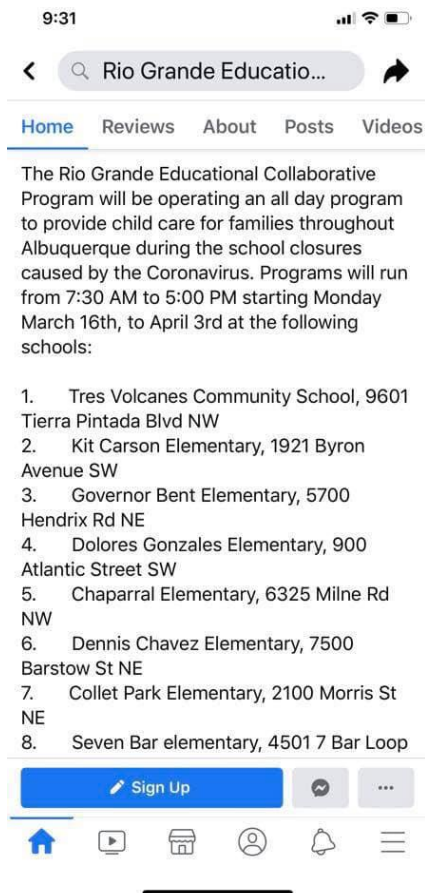 9:31
Rio Grande Educatio...
Home Reviews About Posts Videos
The Rio Grande Educational Collaborative
Program will be operating an all day program
to provide child care for families throughout
Albuquerque during the school closures
caused by the Coronavirus. Programs will run
from 7:30 AM to 5:00 PM starting Monday
March 16th, to April 3rd at the following
schools:
1. Tres Volcanes Community School, 9601
Tierra Pintada Blvd NW
2. Kit Carson Elementary, 1921 Byron
Avenue SW
3. Governor Bent Elementary, 5700
Hendrix Rd NE
4. Dolores Gonzales Elementary, 900
Atlantic Street SW
5. Chaparral Elementary, 6325 Milne Rd
NW
6. Dennis Chavez Elementary, 7500
Barstow St NE
7. Collet Park Elementary, 2100 Morris St
NE
8. Seven Bar elementary, 4501 7 Bar Loop
Sign Up